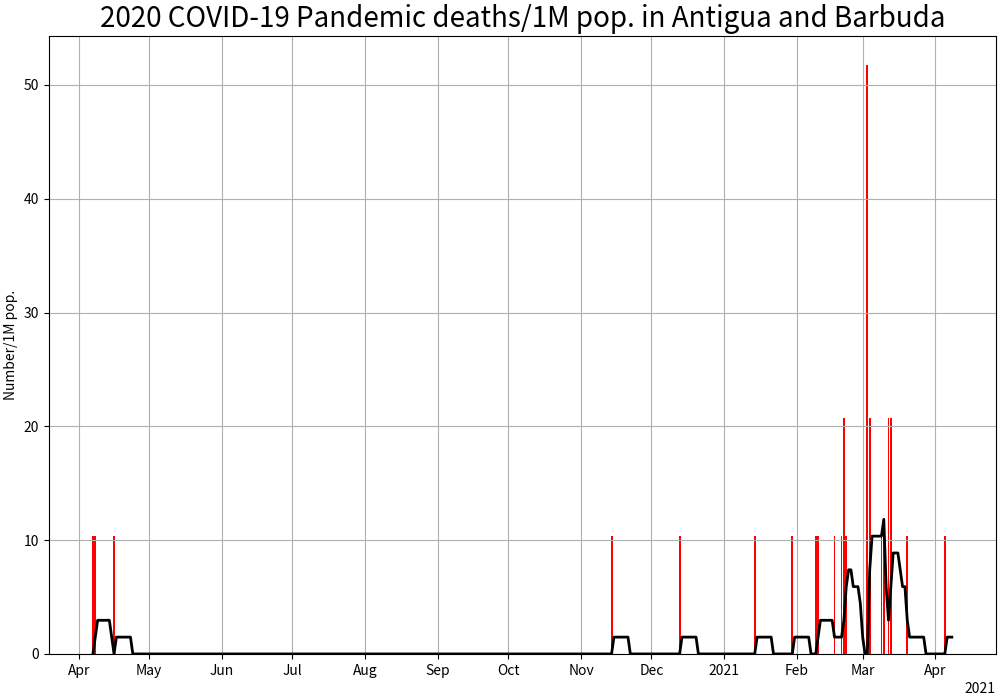 2020 COVID-19 Pandemic deaths/1M pop. in Antigua and Barbuda
Number/1M pop.
50
40
30
20
10
0
Apr May Jun Jul Aug Sep Oct Nov Dec 2021 Feb Mar Apr
2021